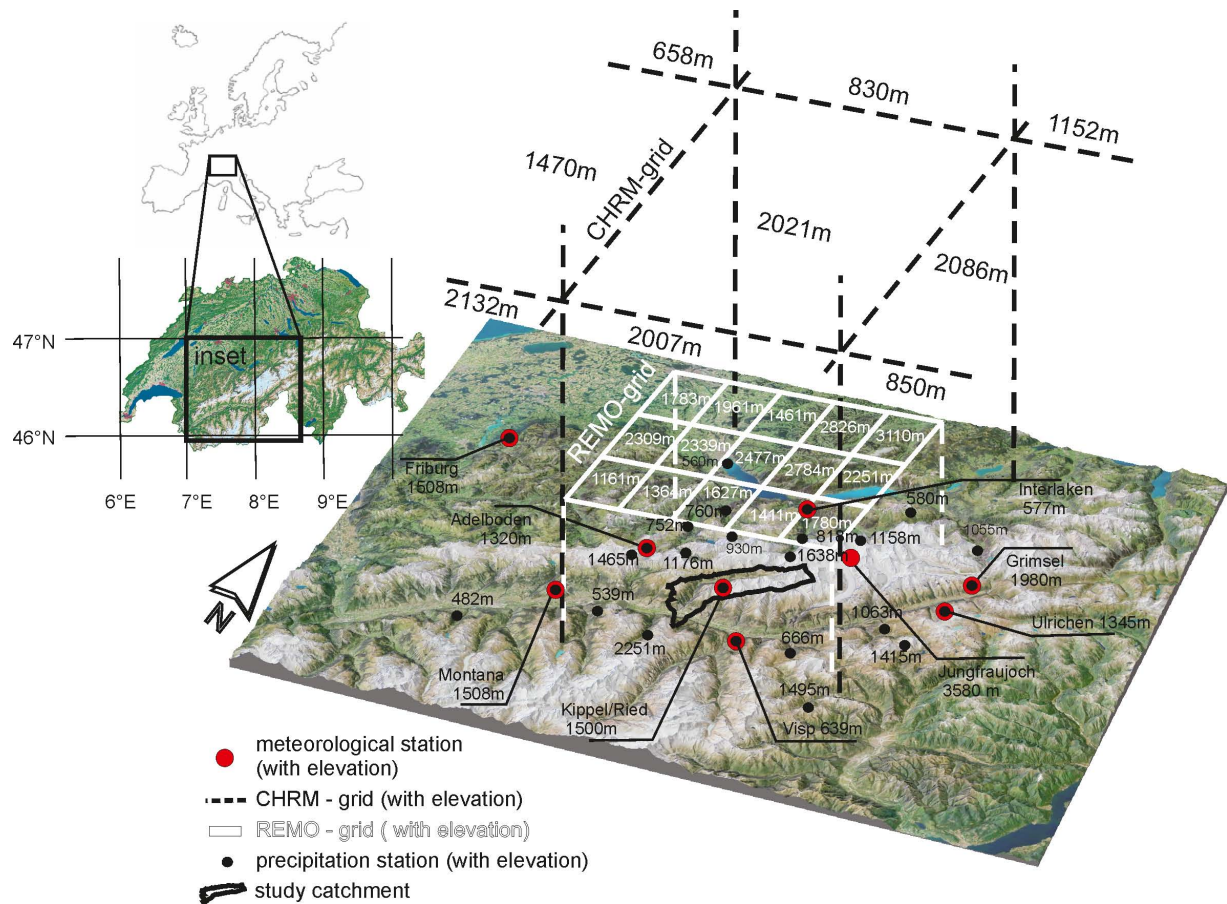 658m
830m
1152m
1470m
CHRM-grid
2021m
2086m
2132m
2007m
850m
47°N
inset
46°N
6°E
7°E
8°E
9°E
REMO-grid
1783m
1961m
1461m
2826m
3110m
2309m
2339m
2477m
2784m
2251m
1161m
1364m
1627m
1411m
1780m
560m
Friburg
1508m
Interlaken
577m
Adelboden
1320m
752m
760m
580m
818m
1158m
1055m
930m
1465m
1176m
1638m
Grimsel
1980m
N
482m
539m
1063m
Ulrichen 1345m
2251m
666m
1415m
Montana
1508m
Jungfraujoch
3580 m
Kippel/Ried
1500m
1495m
Visp 639m
meteorological station
(with elevation)
CHRM - grid (with elevation)
REMO - grid ( with elevation)
precipitation station (with elevation)
study catchment